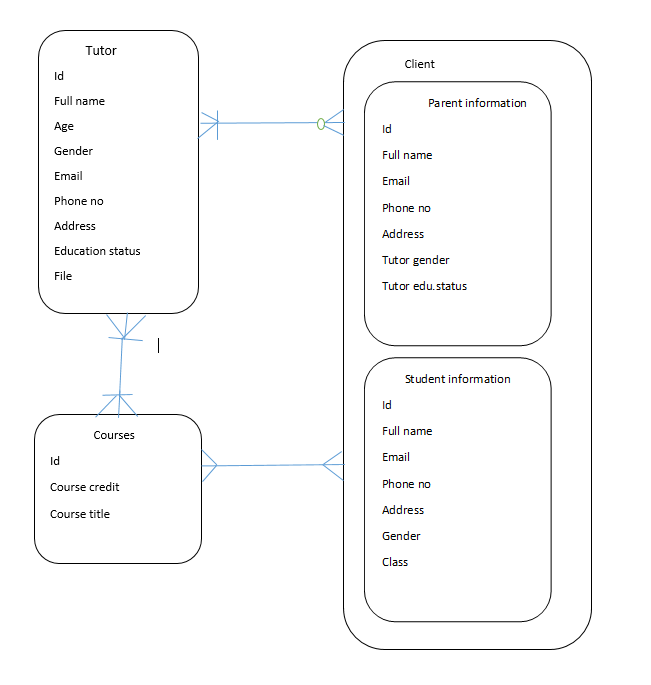 Tutor
Id
Full name
Age
Gender
Email
Phone no
Address
Education status
File
Client
Parent information
Id
Full name
Email
Phone no
Address
Tutor gender
Tutor edu.status
Student information
Id
Full name
Email
Phone no
Address
Gender
Class
Courses
Id
Course credit
Course title